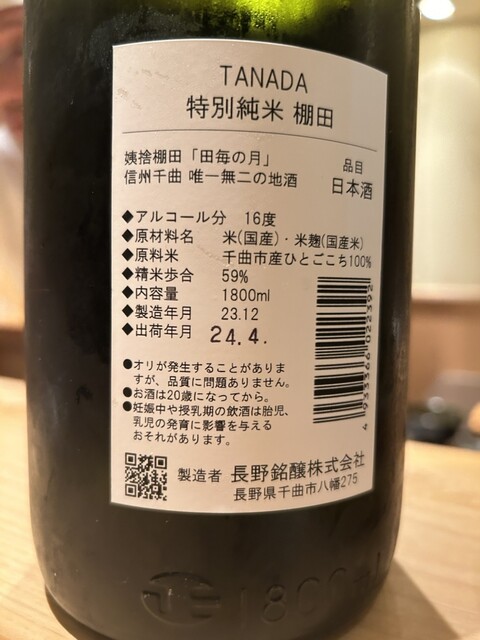 TANADA
特別純米 棚田
姨捨棚田「田毎の月」
信州千曲 唯一無二の地酒
品目
日本酒
◆アルコール分 16度
◆原材料名 米(国産)・米麹(国産米)
◆原料米 千曲市産ひとごこち100%
◆精米歩合 59%
◆内容量 1800ml
◆製造年月 23.12
◆出荷年月 24.4.
●オリが発生することがありま
すが、品質に問題ありません。
●お酒は20歳になってから。
●妊娠中や授乳期の飲酒は胎児、
乳児の発育に影響を与える
おそれがあります。
4 933366 022392
製造者 長野銘醸株式会社
長野県千曲市八幡275